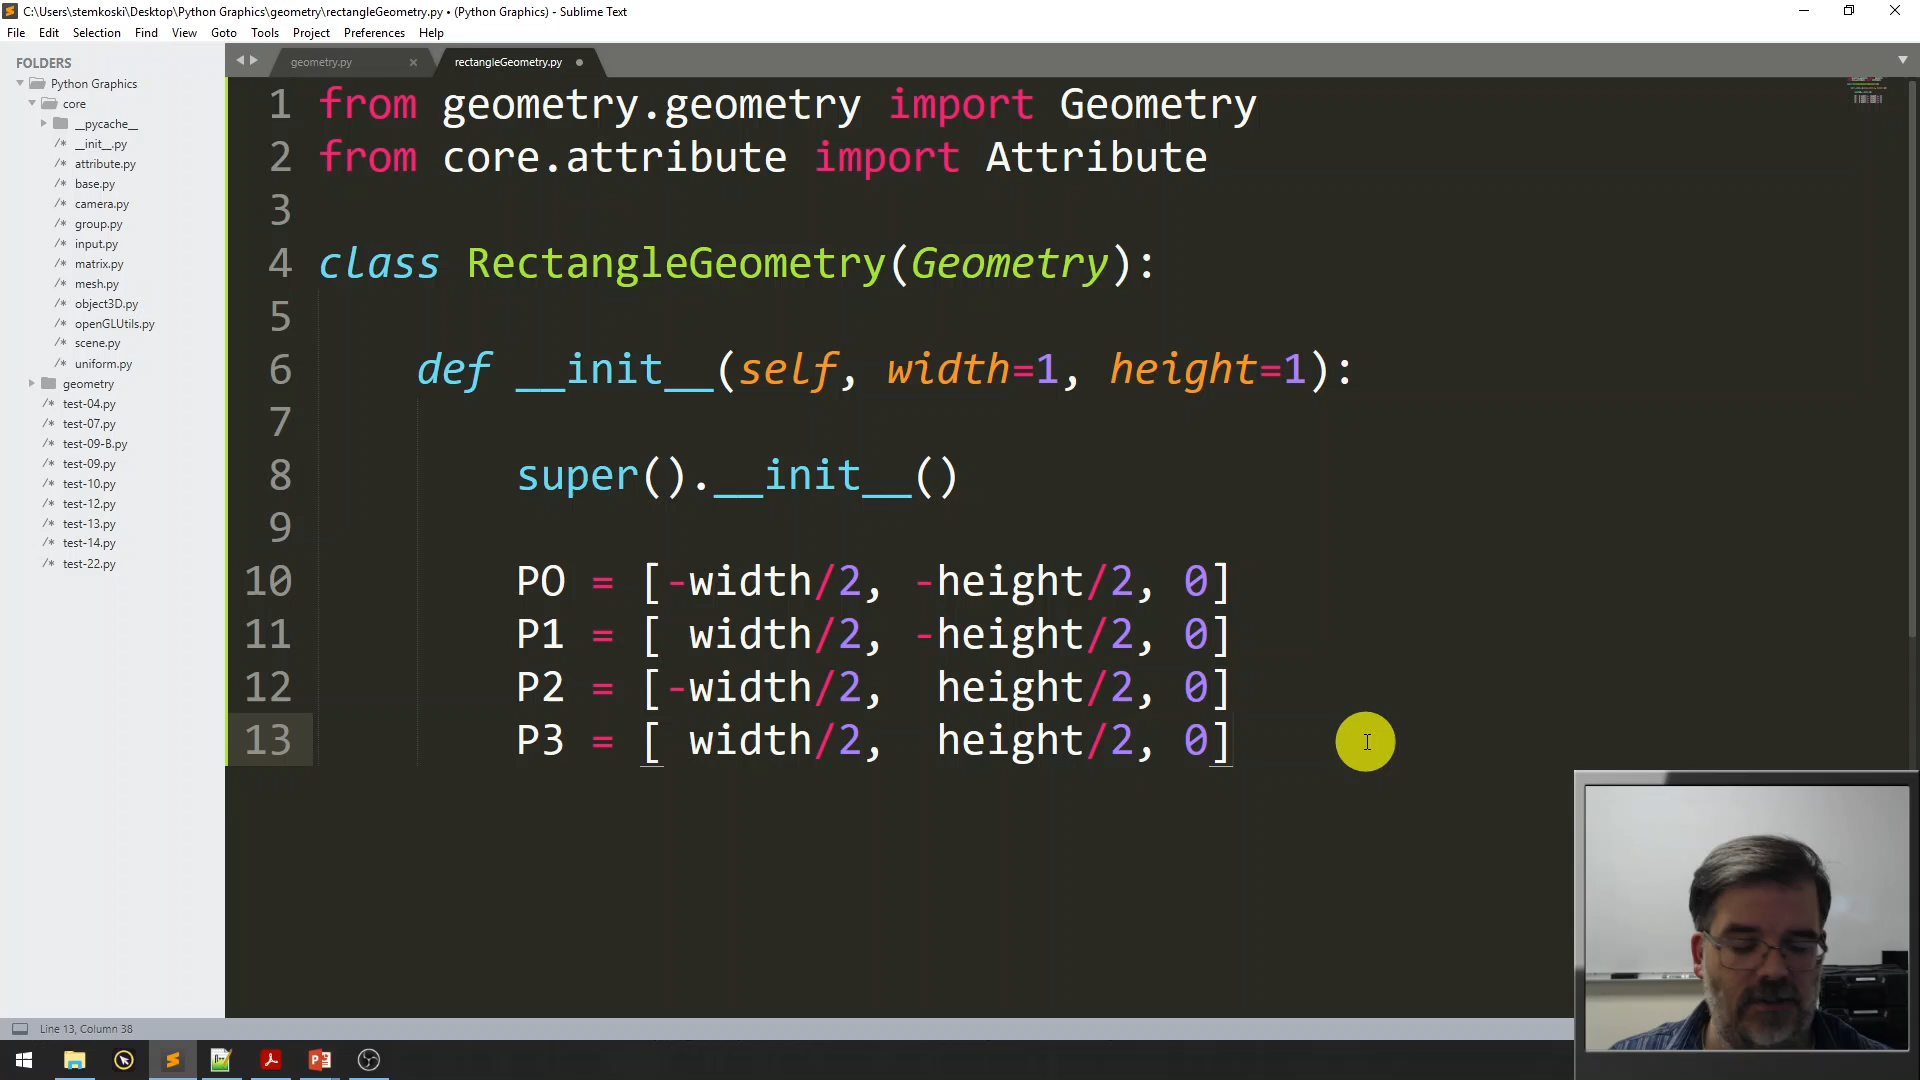 C:\Users\stemkoski\Desktop\Python Graphics\geometry\rectangleGeometry.py • (Python Graphics) - Sublime Text
File Edit Selection Find View Goto Tools Project Preferences Help
FOLDERS
Python Graphics
core
__pycache__
/* __init__.py
/* attribute.py
/* base.py
/* camera.py
/* group.py
/* input.py
/* matrix.py
/* mesh.py
/* object3D.py
/* openGLUtils.py
/* scene.py
/* uniform.py
geometry
/* test-04.py
/* test-07.py
/* test-09-B.py
/* test-09.py
/* test-10.py
/* test-12.py
/* test-13.py
/* test-14.py
/* test-22.py
geometry.py × rectangleGeometry.py
1 from geometry.geometry import Geometry
2 from core.attribute import Attribute
3
4 class RectangleGeometry(Geometry):
5
6 def __init__(self, width=1, height=1):
7
8 super().__init__()
9
10 PO = [-width/2, -height/2, 0]
11 P1 = [ width/2, -height/2, 0]
12 P2 = [-width/2,  height/2, 0]
13 P3 = [ width/2,  height/2, 0]
Line 13, Column 38